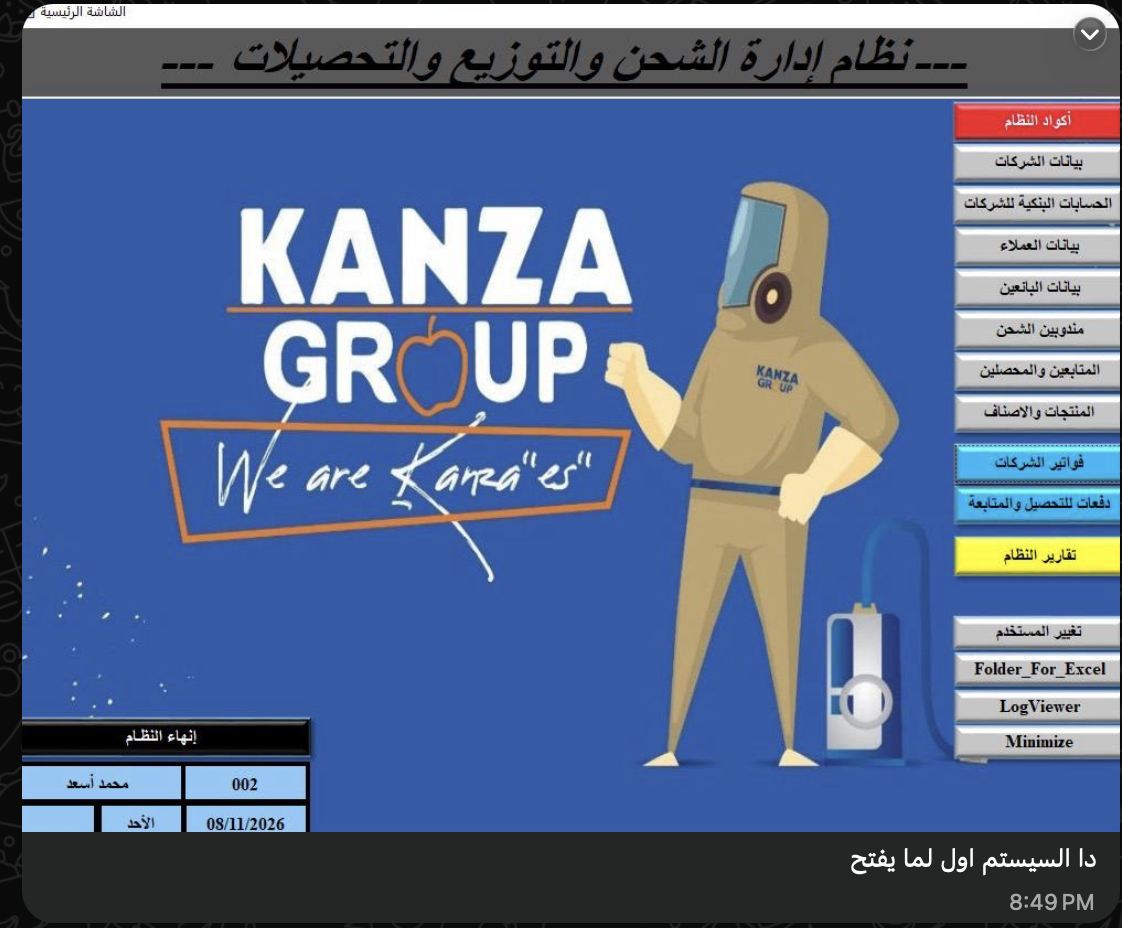 الشاشة الرئيسية
--- نظام إدارة الشحن والتوزيع والتحصيلات ---
أكواد النظام
بيانات الشركات
الحسابات البنكية للشركات
بيانات العملاء
بيانات البائعين
مندوبين الشحن
المتابعين والمحصلين
المنتجات والاصناف
فواتير الشركات
دفعات للتحصيل والمتابعة
تقارير النظام
تغيير المستخدم
Folder_For_Excel
LogViewer
Minimize
KANZA
GROUP
We are Kanza"es"
KANZA
GR UP
إنهاء النظام
002 محمد أسعد
08/11/2026 الأحد
دا السيستم اول لما يفتح
8:49 PM